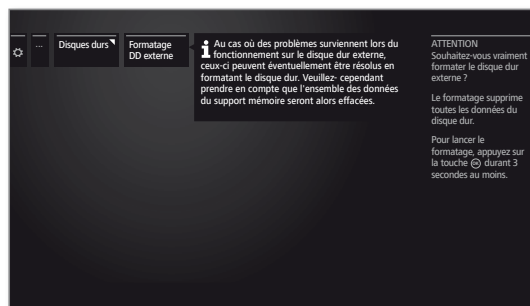 ...
Disques durs
Formatage
DD externe
Au cas où des problèmes surviennent lors du
fonctionnement sur le disque dur externe,
ceux-ci peuvent éventuellement être résolus en
formatant le disque dur. Veuillez- cependant
prendre en compte que l'ensemble des données
du support mémoire seront alors effacées.
ATTENTION
Souhaitez-vous vraiment
formater le disque dur
externe ?
Le formatage supprime
toutes les données du
disque dur.
Pour lancer le
formatage, appuyez sur
la touche OK durant 3
secondes au moins.